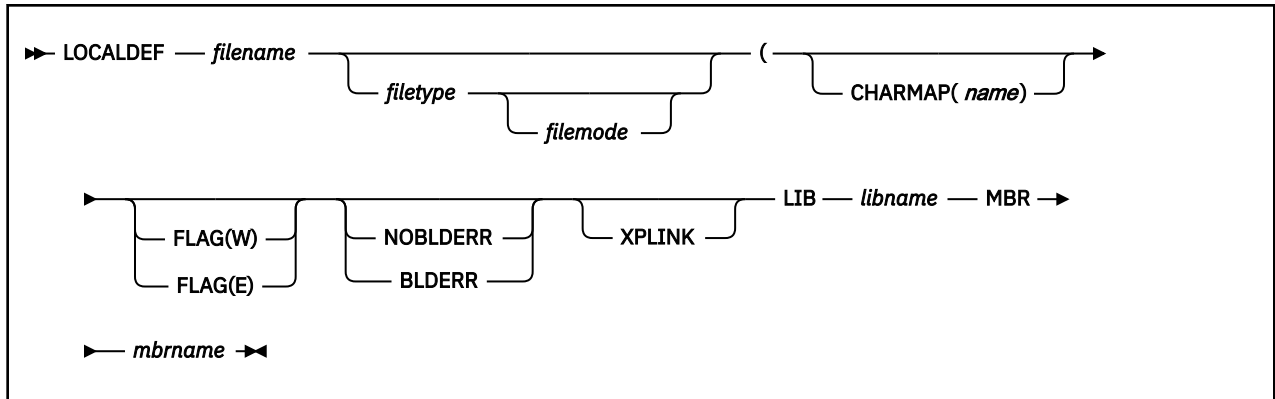 LOCALDEF filename (
filetype CHARMAP( name)
filemode
LIB libname MBR
FLAG(W) NOBLDERR XPLINK
FLAG(E) BLDERR
mbrname